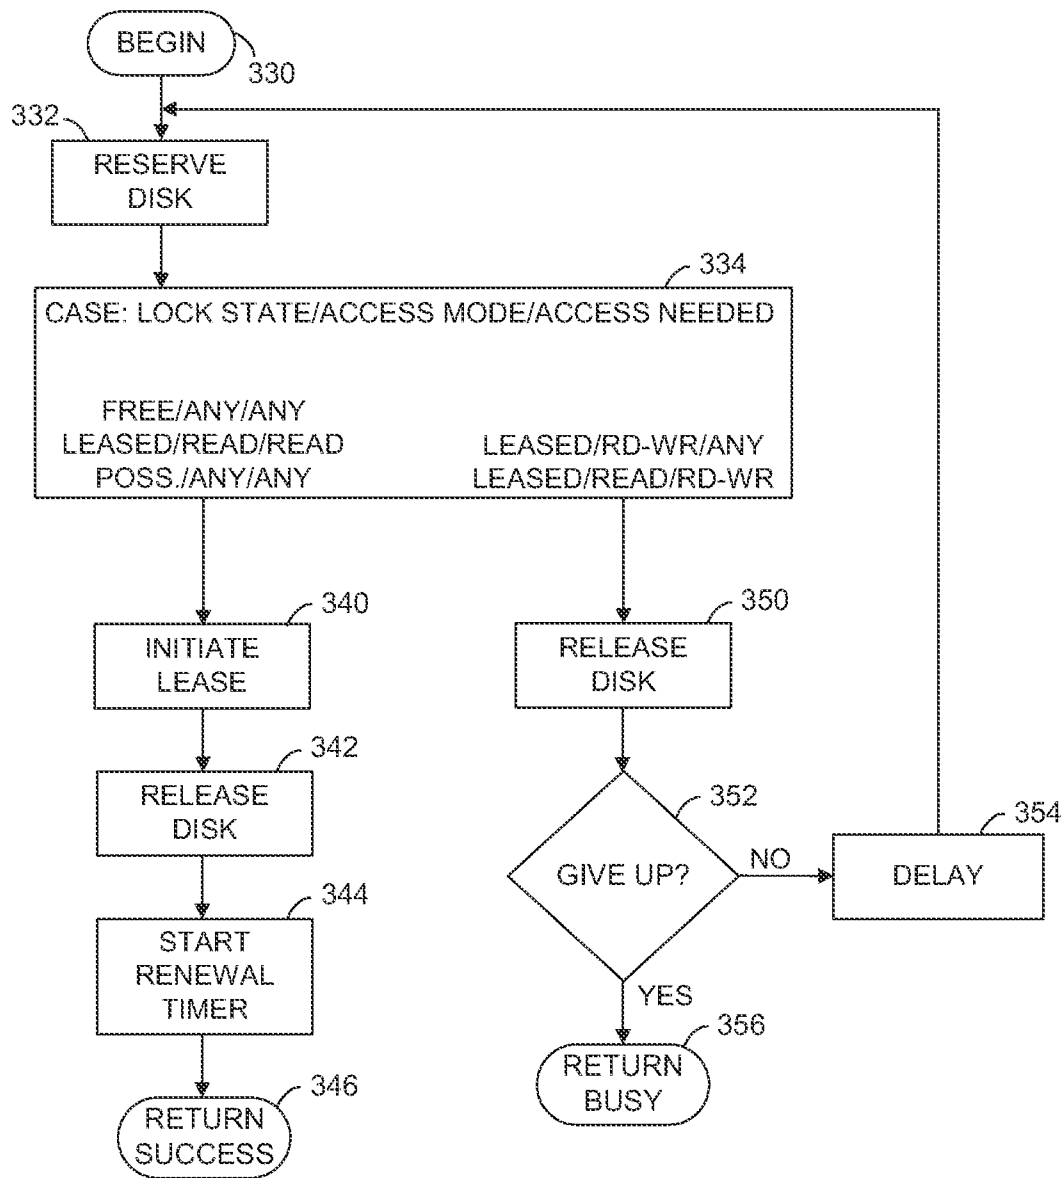 BEGIN
330
332
RESERVE
DISK
334
CASE: LOCK STATE/ACCESS MODE/ACCESS NEEDED
FREE/ANY/ANY
LEASED/READ/READ
POSS./ANY/ANY
LEASED/RD-WR/ANY
LEASED/READ/RD-WR
340
INITIATE
LEASE
342
RELEASE
DISK
344
START
RENEWAL
TIMER
346
RETURN
SUCCESS
350
RELEASE
DISK
352
GIVE UP?
NO
354
DELAY
YES
356
RETURN
BUSY